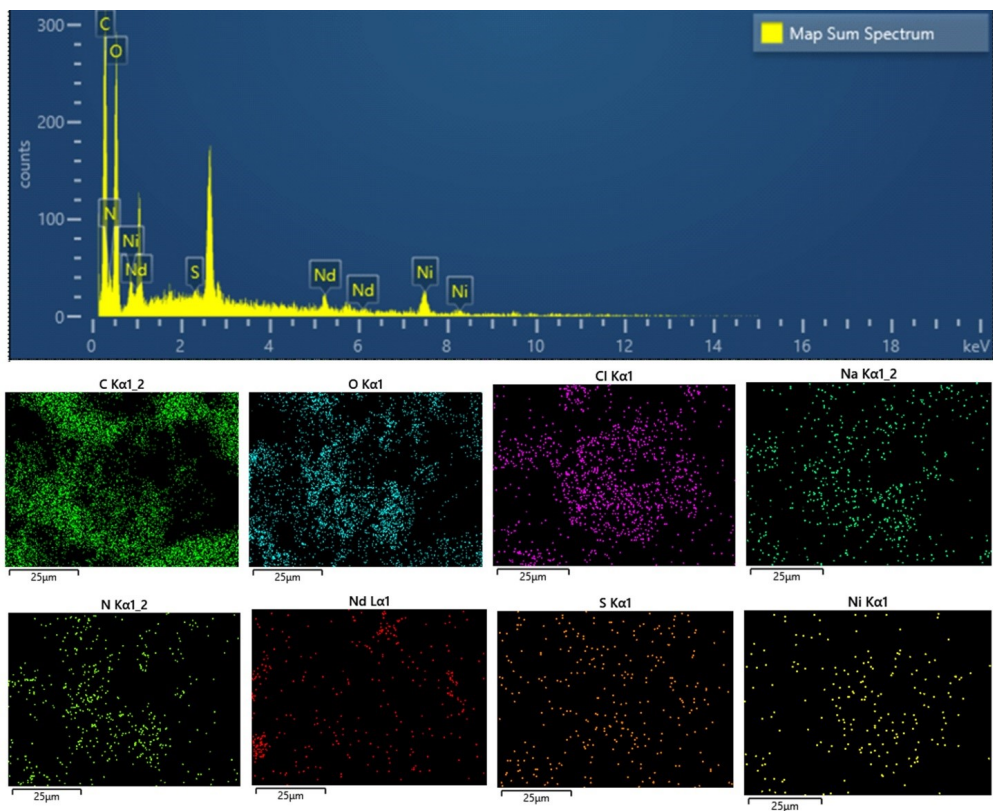 Map Sum Spectrum
300
200
100
0
counts
C
O
N
Ni
Nd
S
Nd
Nd
Ni
Ni
0 2 4 6 8 10 12 14 16 18 keV
C Kα1_2
O Kα1
Cl Kα1
Na Kα1_2
25µm
25µm
25µm
25µm
N Kα1_2
Nd Lα1
S Kα1
Ni Kα1
25µm
25µm
25µm
25µm